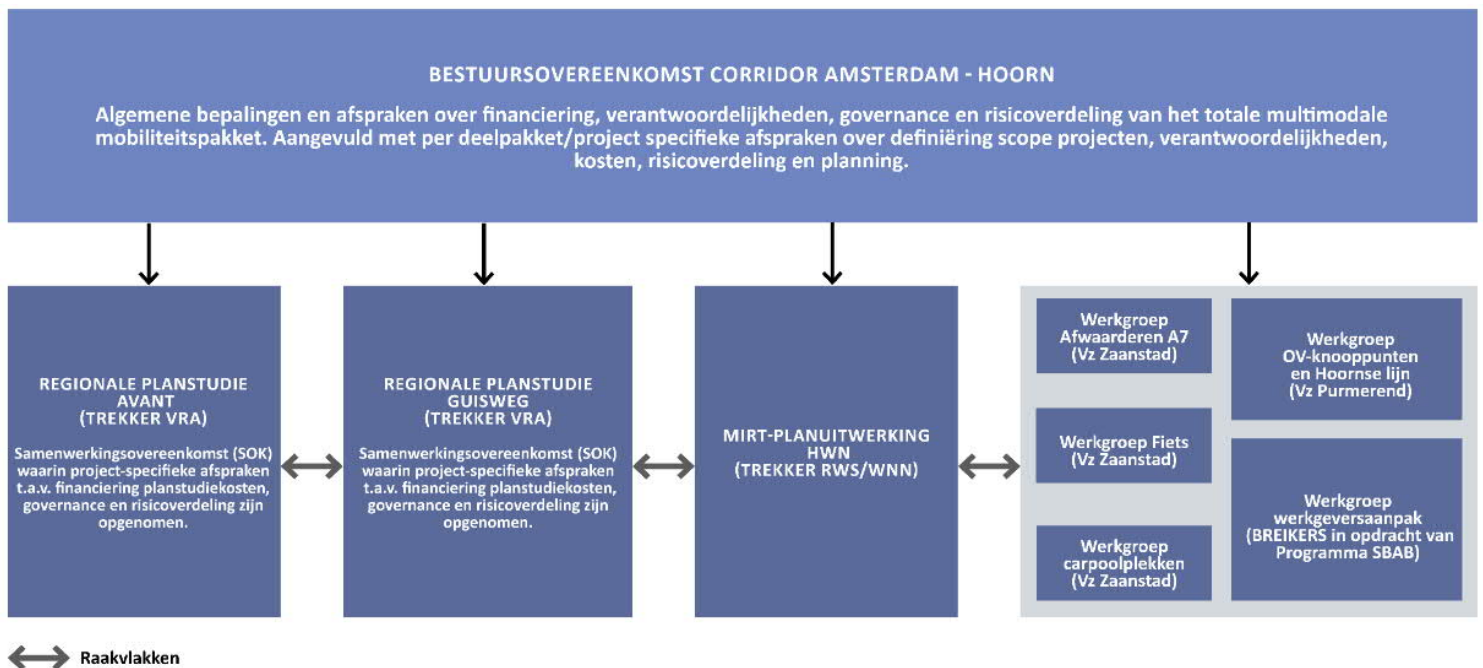 BESTUURSOVEREENKOMST CORRIDOR AMSTERDAM - HOORN
Algemene bepalingen en afspraken over financiering, verantwoordelijkheden, governance en risicoverdeling van het totale multimodale
mobiliteitspakket. Aangevuld met per deelpakket/project specifieke afspraken over definiëring scope projecten, verantwoordelijkheden,
kosten, risicoverdeling en planning.
REGIONALE PLANSTUDIE
AVANT
(TREKKER VRA)
Samenwerkingsovereenkomst (SOK)
waarin project-specifieke afspraken
t.a.v. financiering planstudiekosten,
governance en risicoverdeling zijn
opgenomen.
REGIONALE PLANSTUDIE
GUISWEG
(TREKKER VRA)
Samenwerkingsovereenkomst (SOK)
waarin project-specifieke afspraken
t.a.v. financiering planstudiekosten,
governance en risicoverdeling zijn
opgenomen.
MIRT-PLANUITWERKING
HWN
(TREKKER RWS/WNN)
Werkgroep
Afwaarderen A7
(Vz Zaanstad)
Werkgroep Fiets
(Vz Zaanstad)
Werkgroep
carpoolplekken
(Vz Zaanstad)
Werkgroep
OV-knooppunten
en Hoornse lijn
(Vz Purmerend)
Werkgroep
werkgeversaanpak
(BREIKERS in opdracht van
Programma SBAB)
Raakvlakken